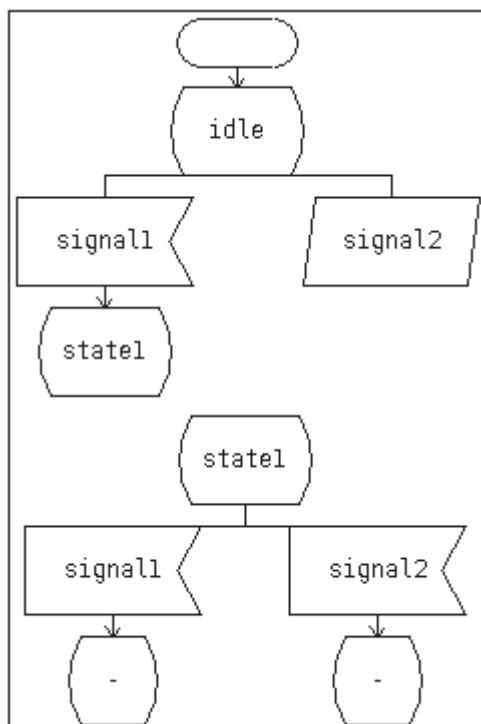 idle
signal1
signal2
state1
state1
signal1
signal2
-
-